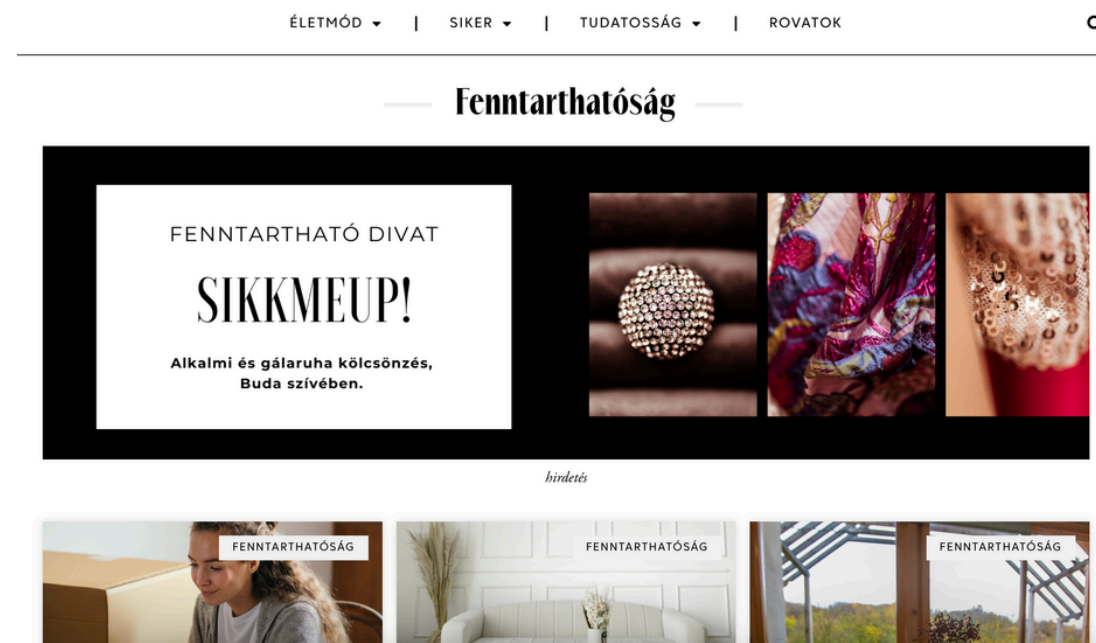 ÉLETMÓD | SIKER | TUDATOSSÁG | ROVATOK
Fenntarthatóság
FENNTARTHATÓ DIVAT
SIKKMEUP!
Alkalmi és gálaruha kölcsönzés,
Buda szívében.
hirdetés
FENNTARTHATÓSÁG
FENNTARTHATÓSÁG
FENNTARTHATÓSÁG